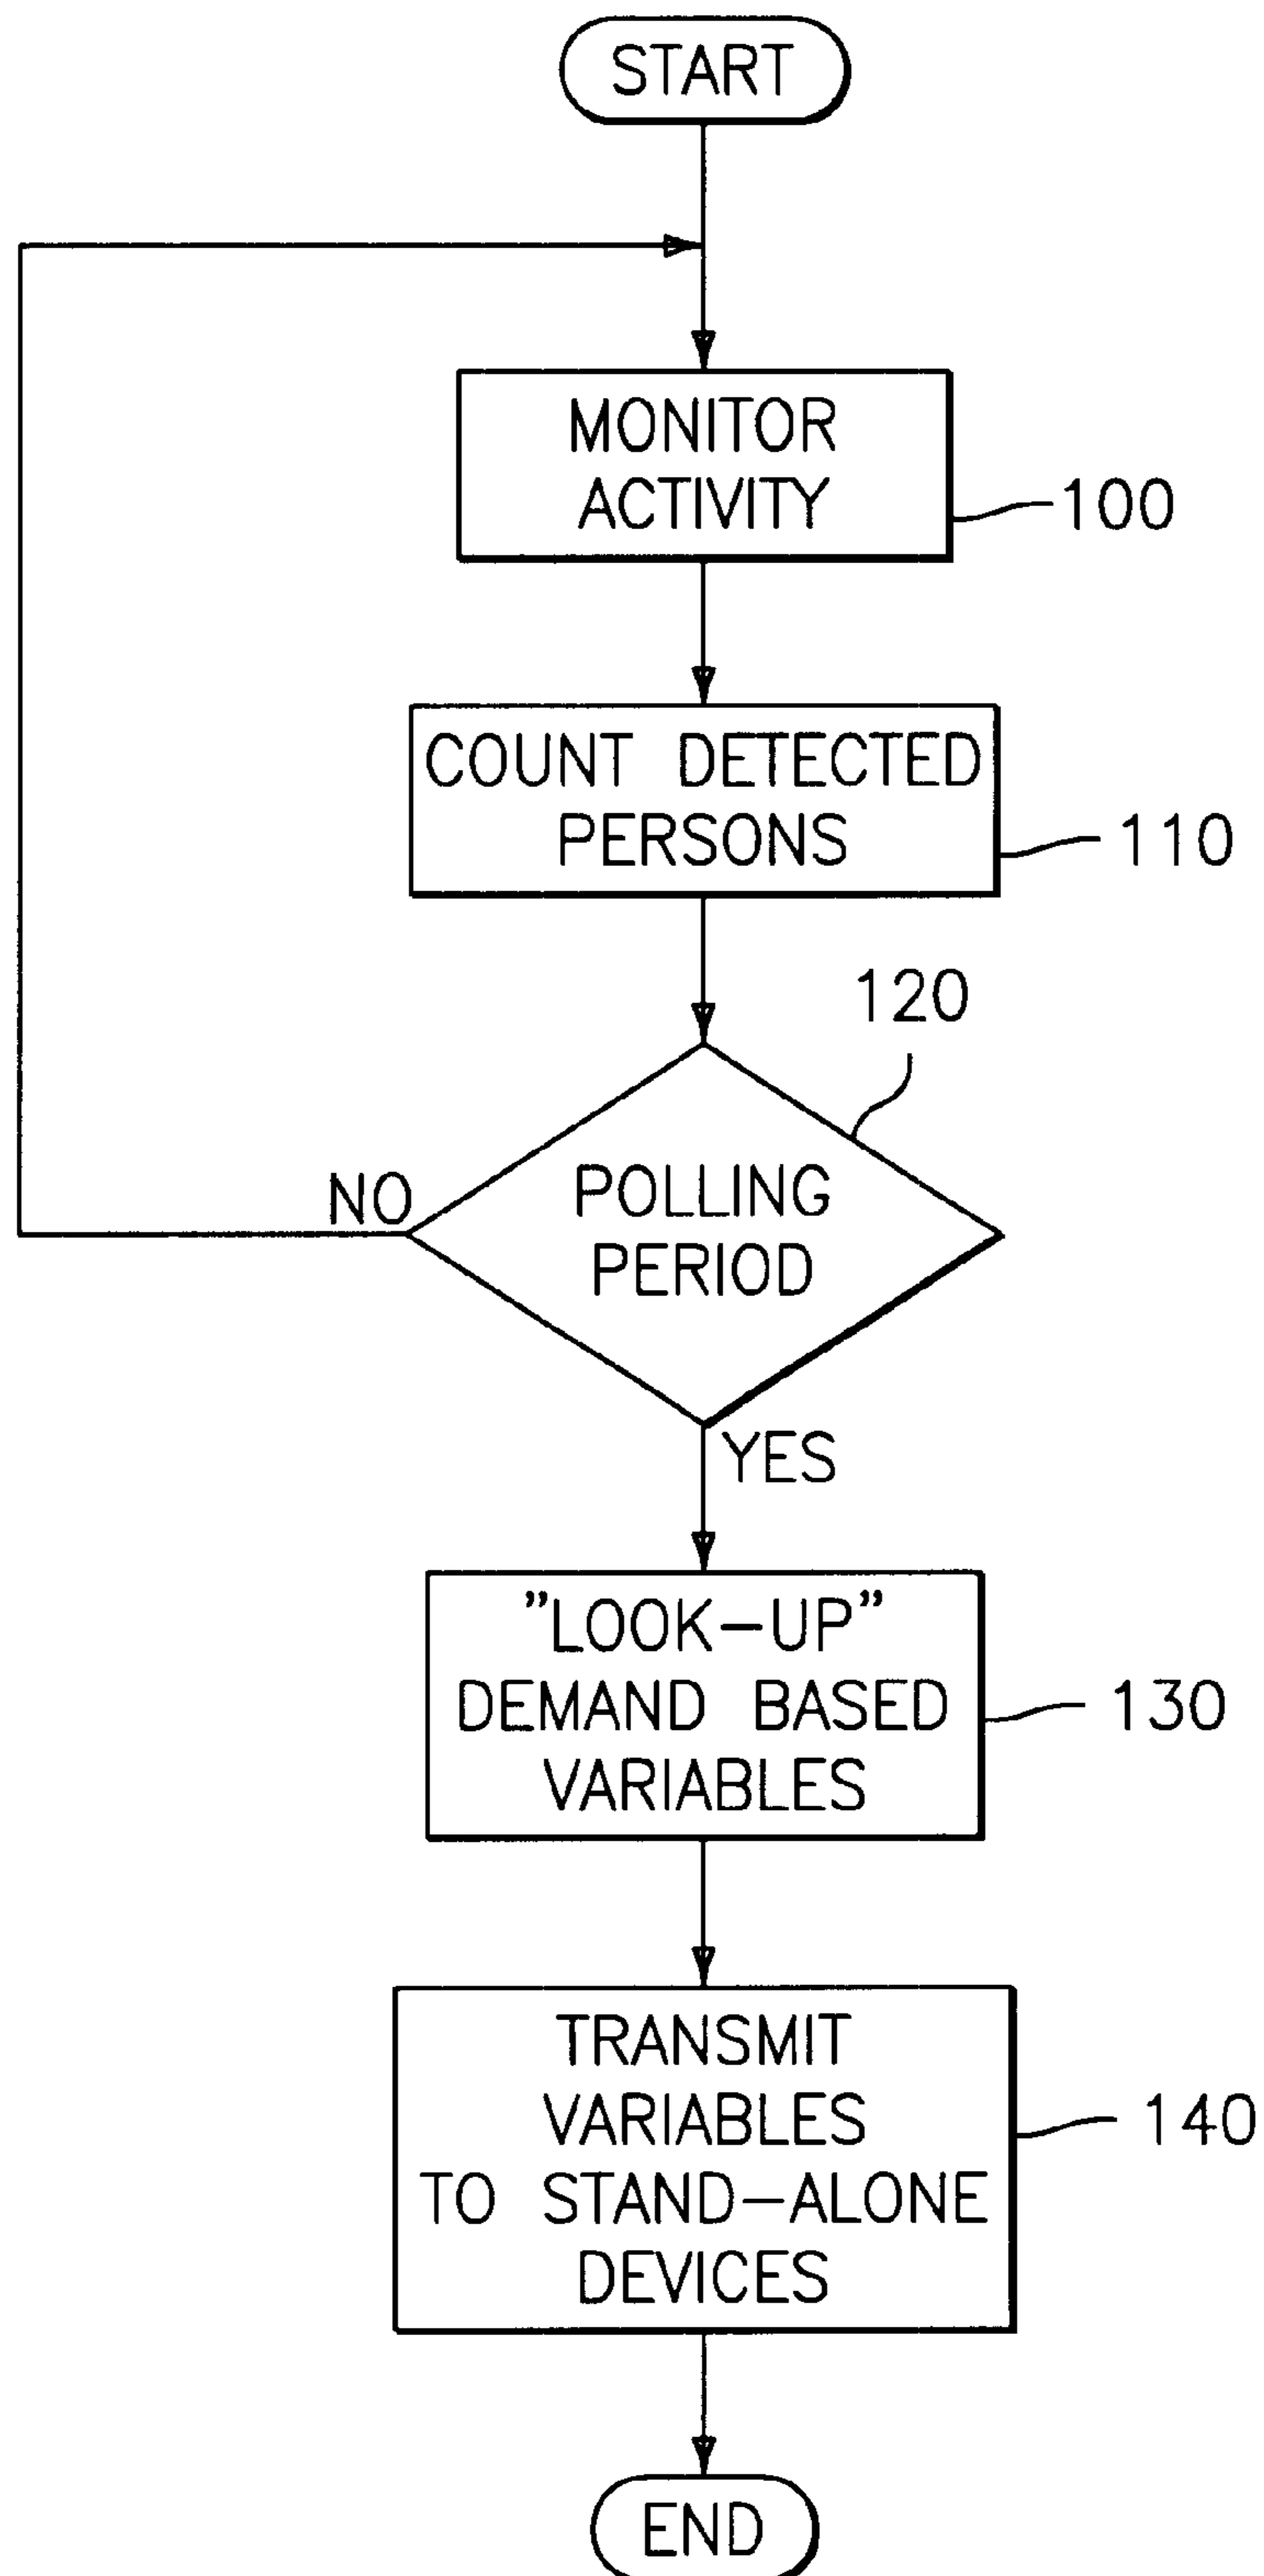 START
MONITOR
ACTIVITY
100
COUNT DETECTED
PERSONS
110
120
POLLING
PERIOD
NO
YES
”LOOK–UP”
DEMAND BASED
VARIABLES
130
TRANSMIT
VARIABLES
TO STAND–ALONE
DEVICES
140
END